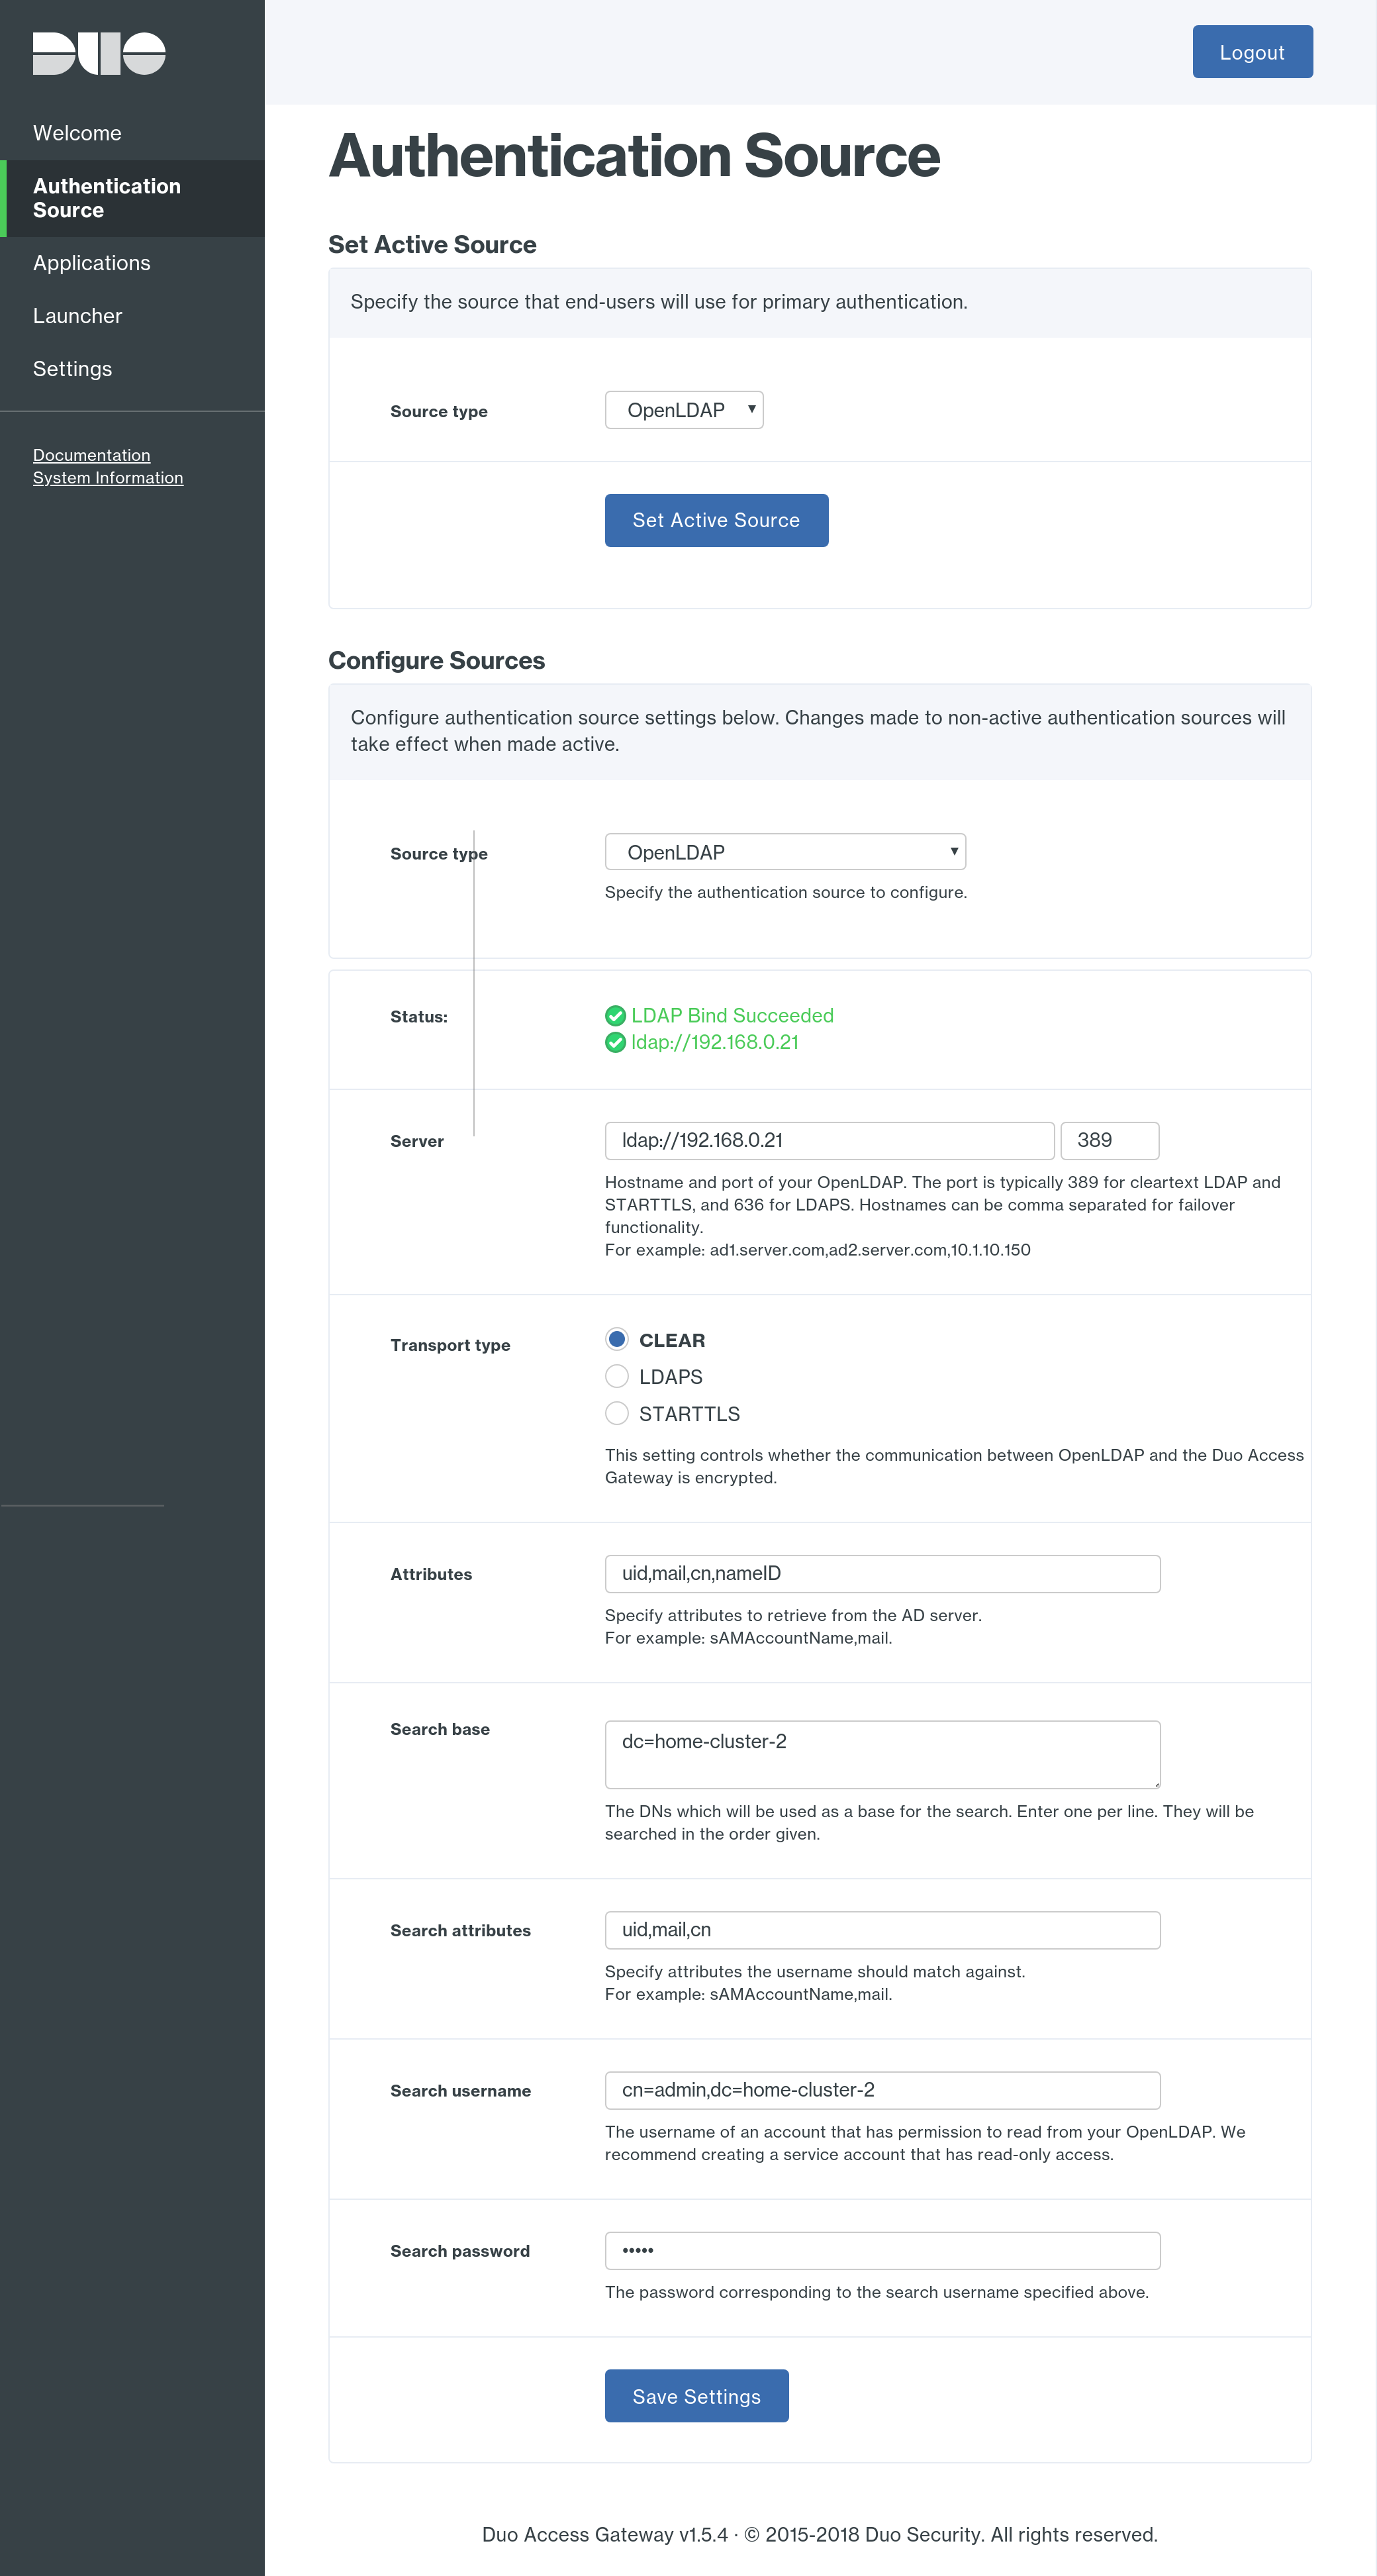 DUO
Logout
Welcome
Authentication
Source
Applications
Launcher
Settings
Documentation
System Information
Authentication Source
Set Active Source
Specify the source that end-users will use for primary authentication.
Source type
OpenLDAP
Set Active Source
Configure Sources
Configure authentication source settings below. Changes made to non-active authentication sources will
take effect when made active.
Source type
OpenLDAP
Specify the authentication source to configure.
Status:
LDAP Bind Succeeded
ldap://192.168.0.21
Server
ldap://192.168.0.21
389
Hostname and port of your OpenLDAP. The port is typically 389 for cleartext LDAP and
STARTTLS, and 636 for LDAPS. Hostnames can be comma separated for failover
functionality.
For example: ad1.server.com,ad2.server.com,10.1.10.150
Transport type
CLEAR
LDAPS
STARTTLS
This setting controls whether the communication between OpenLDAP and the Duo Access
Gateway is encrypted.
Attributes
uid,mail,cn,nameID
Specify attributes to retrieve from the AD server.
For example: sAMAccountName,mail.
Search base
dc=home-cluster-2
The DNs which will be used as a base for the search. Enter one per line. They will be
searched in the order given.
Search attributes
uid,mail,cn
Specify attributes the username should match against.
For example: sAMAccountName,mail.
Search username
cn=admin,dc=home-cluster-2
The username of an account that has permission to read from your OpenLDAP. We
recommend creating a service account that has read-only access.
Search password
•••••
The password corresponding to the search username specified above.
Save Settings
Duo Access Gateway v1.5.4 · © 2015-2018 Duo Security. All rights reserved.